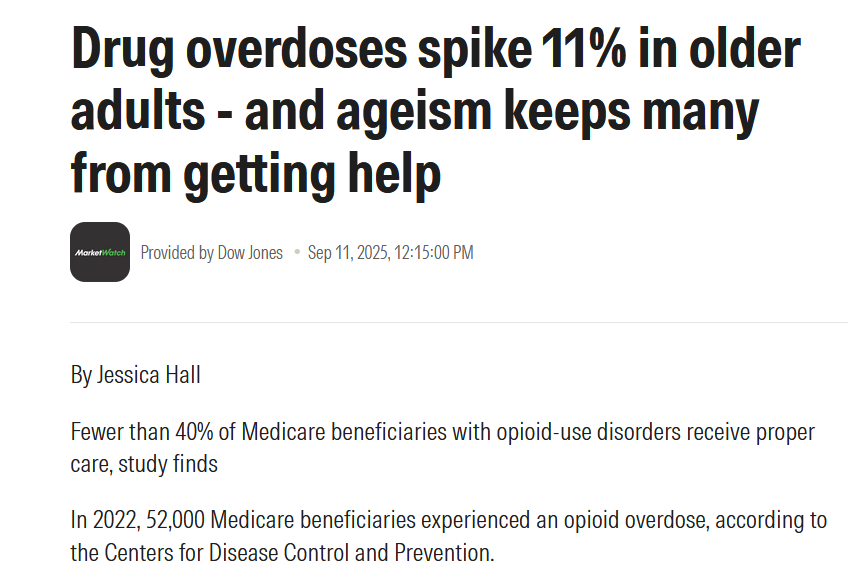 Drug overdoses spike 11% in older
adults - and ageism keeps many
from getting help
MarketWatch
Provided by Dow Jones • Sep 11, 2025, 12:15:00 PM
By Jessica Hall
Fewer than 40% of Medicare beneficiaries with opioid-use disorders receive proper
care, study finds
In 2022, 52,000 Medicare beneficiaries experienced an opioid overdose, according to
the Centers for Disease Control and Prevention.